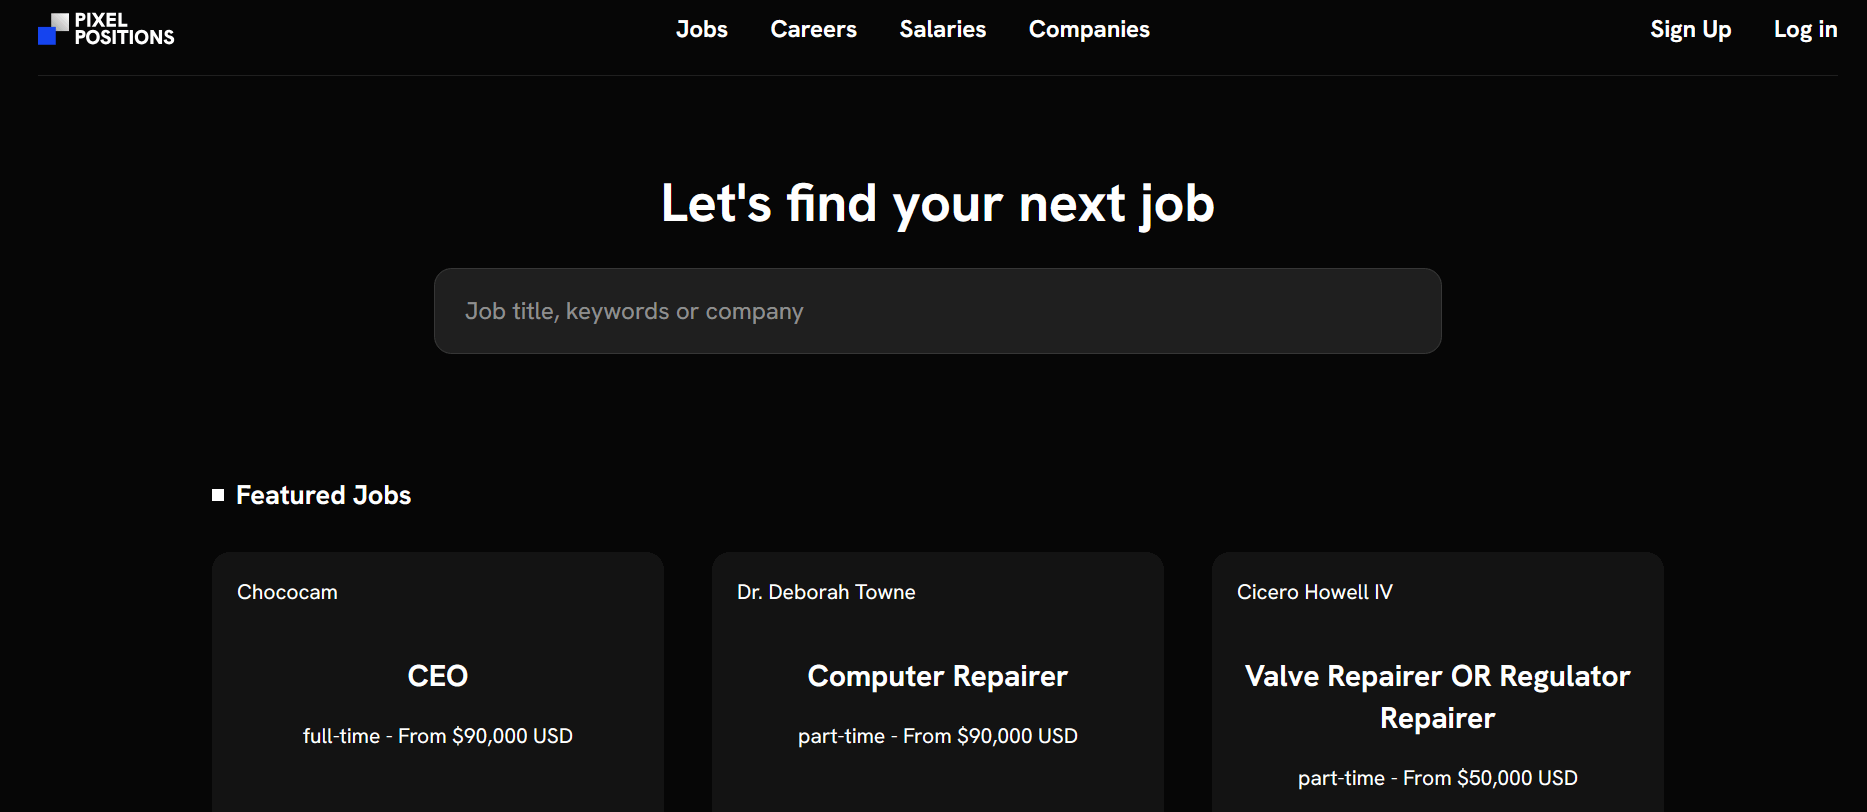 PIXEL
POSITIONS
Jobs Careers Salaries Companies
Sign Up Log in
Let's find your next job
Job title, keywords or company
Featured Jobs
Chococam
CEO
full-time - From $90,000 USD
Dr. Deborah Towne
Computer Repairer
part-time - From $90,000 USD
Cicero Howell IV
Valve Repairer OR Regulator
Repairer
part-time - From $50,000 USD